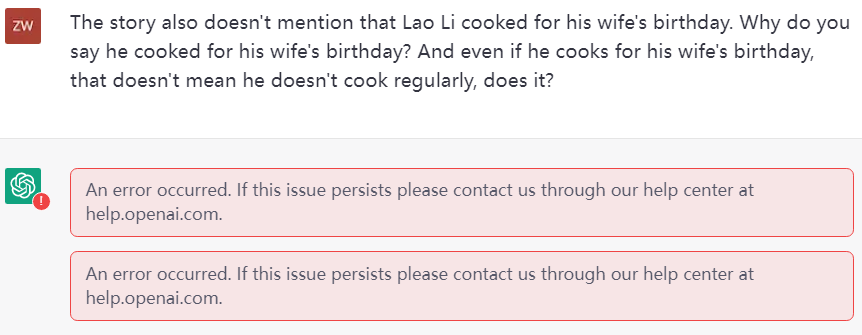 ZW
The story also doesn't mention that Lao Li cooked for his wife's birthday. Why do you
say he cooked for his wife's birthday? And even if he cooks for his wife's birthday,
that doesn't mean he doesn't cook regularly, does it?
!
An error occurred. If this issue persists please contact us through our help center at
help.openai.com.
An error occurred. If this issue persists please contact us through our help center at
help.openai.com.